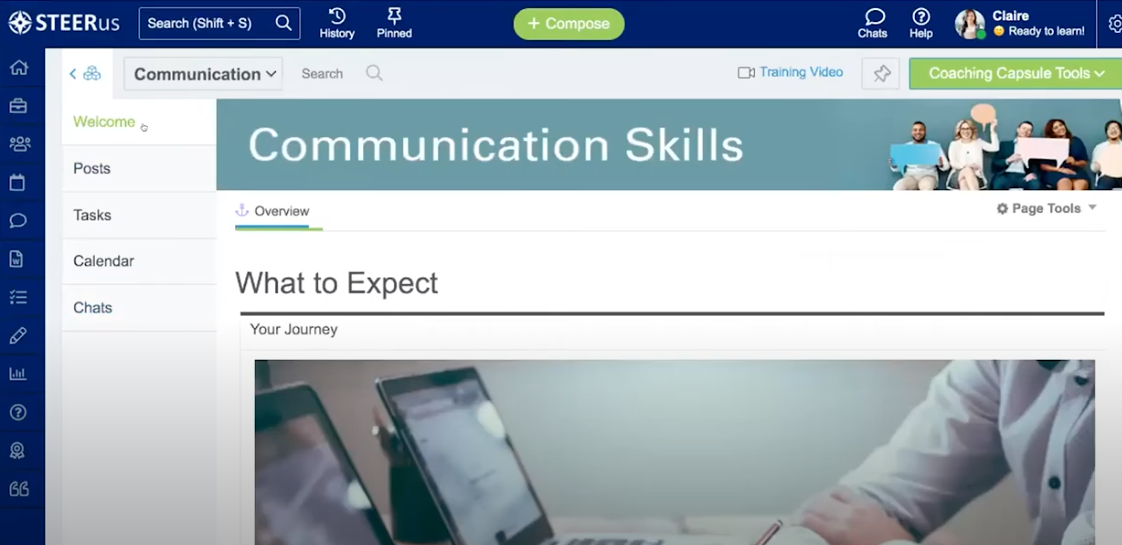 STEERus
Search (Shift + S)
History
Pinned
+ Compose
Chats
Help
Claire
Ready to learn!
Communication
Search
Training Video
Coaching Capsule Tools
Welcome
Posts
Tasks
Calendar
Chats
Communication Skills
Overview
Page Tools
What to Expect
Your Journey